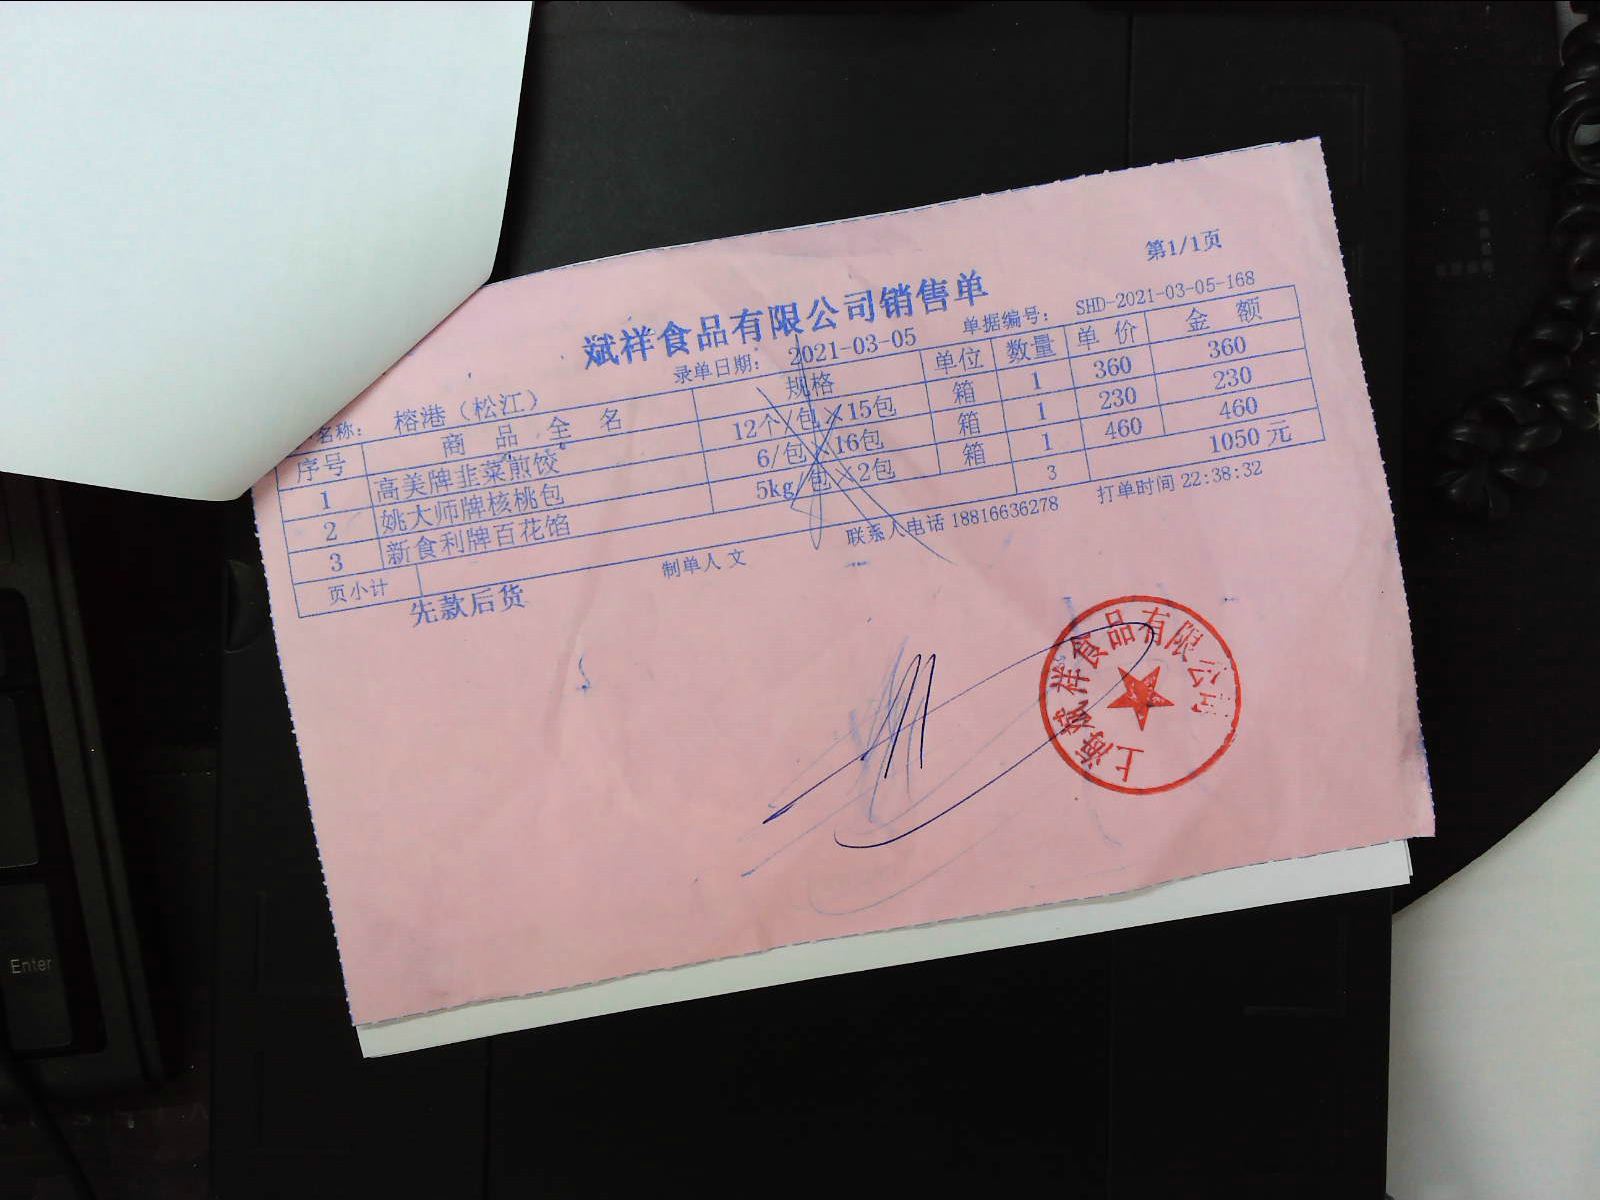 第1/1页
斌祥食品有限公司销售单
录单日期: 2021-03-05 单据编号: SHD-2021-03-05-168
名称: 榕港（松江）
序号 商品全名 规格 单位 数量 单价 金额
1 高美牌韭菜煎饺 12个/包×15包 箱 1 360 360
2 姚大师牌核桃包 6/包×16包 箱 1 230 230
3 新食利牌百花馅 5kg/包×2包 箱 1 460 460
页小计 3 1050元
先款后货 制单人 文 联系人电话 18816636278 打单时间 22:38:32
上海斌祥食品有限公司
Enter